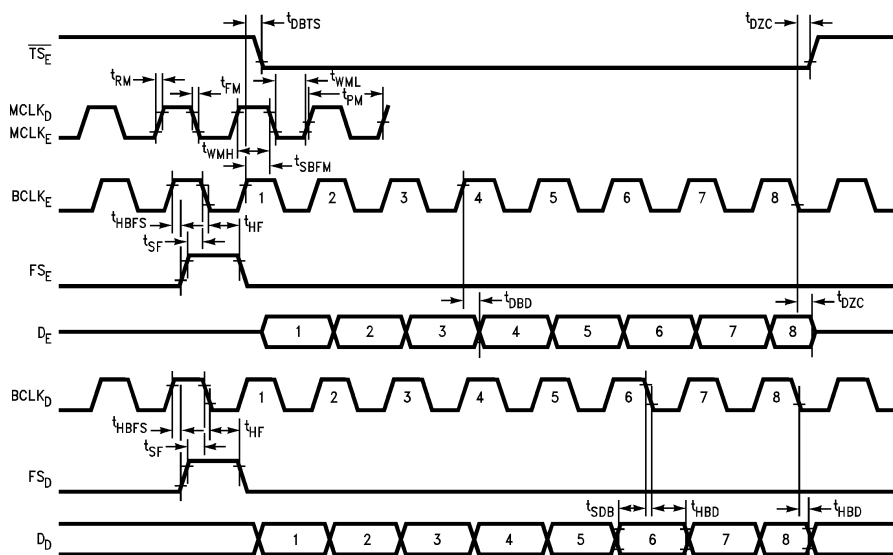 tDBTS tDZC
TSE
tRM tFM tWML
tPM
MCLKD
MCLKE
tWMH
tSBFM
BCLKE 1 2 3 4 5 6 7 8
tHBFS tHF
tSF
FSE
tDBD tDZC
DE 1 2 3 4 5 6 7 8
BCLKD 1 2 3 4 5 6 7 8
tHBFS tHF
tSF
FSD
tSDB tHBD tHBD
DD 1 2 3 4 5 6 7 8